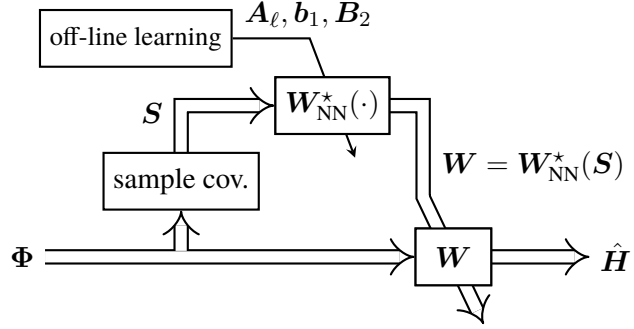 A_ℓ, b_1, B_2
off-line learning
S
W*_NN(·)
sample cov.
W = W*_NN(S)
Φ
W
Ĥ